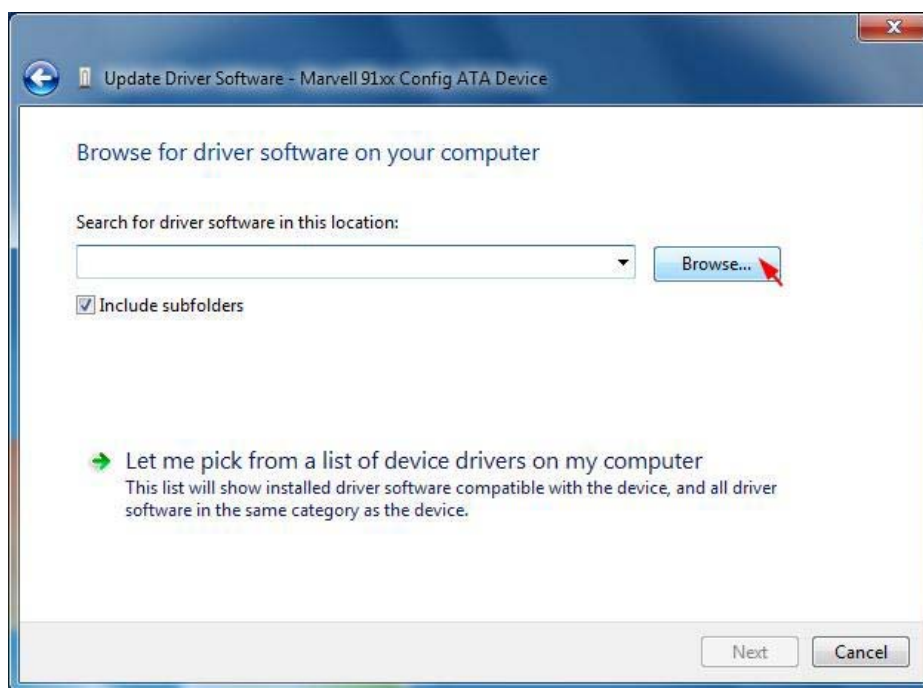 Update Driver Software - Marvell 91xx Config ATA Device
Browse for driver software on your computer
Search for driver software in this location:
Browse...
Include subfolders
Let me pick from a list of device drivers on my computer
This list will show installed driver software compatible with the device, and all driver
software in the same category as the device.
Next
Cancel